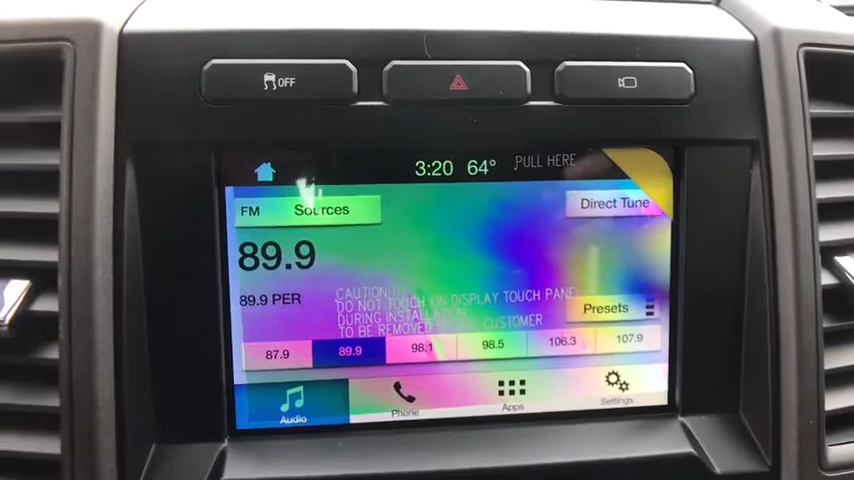 OFF
3:20 64° PULL HERE
FM Sources Direct Tune
89.9
89.9 PER
CAUTION!
DO NOT TOUCH ON DISPLAY TOUCH PANEL
DURING INSTALLATION.
TO BE REMOVED CUSTOMER
Presets
87.9 89.9 98.1 98.5 106.3 107.9
Audio Phone Apps Settings